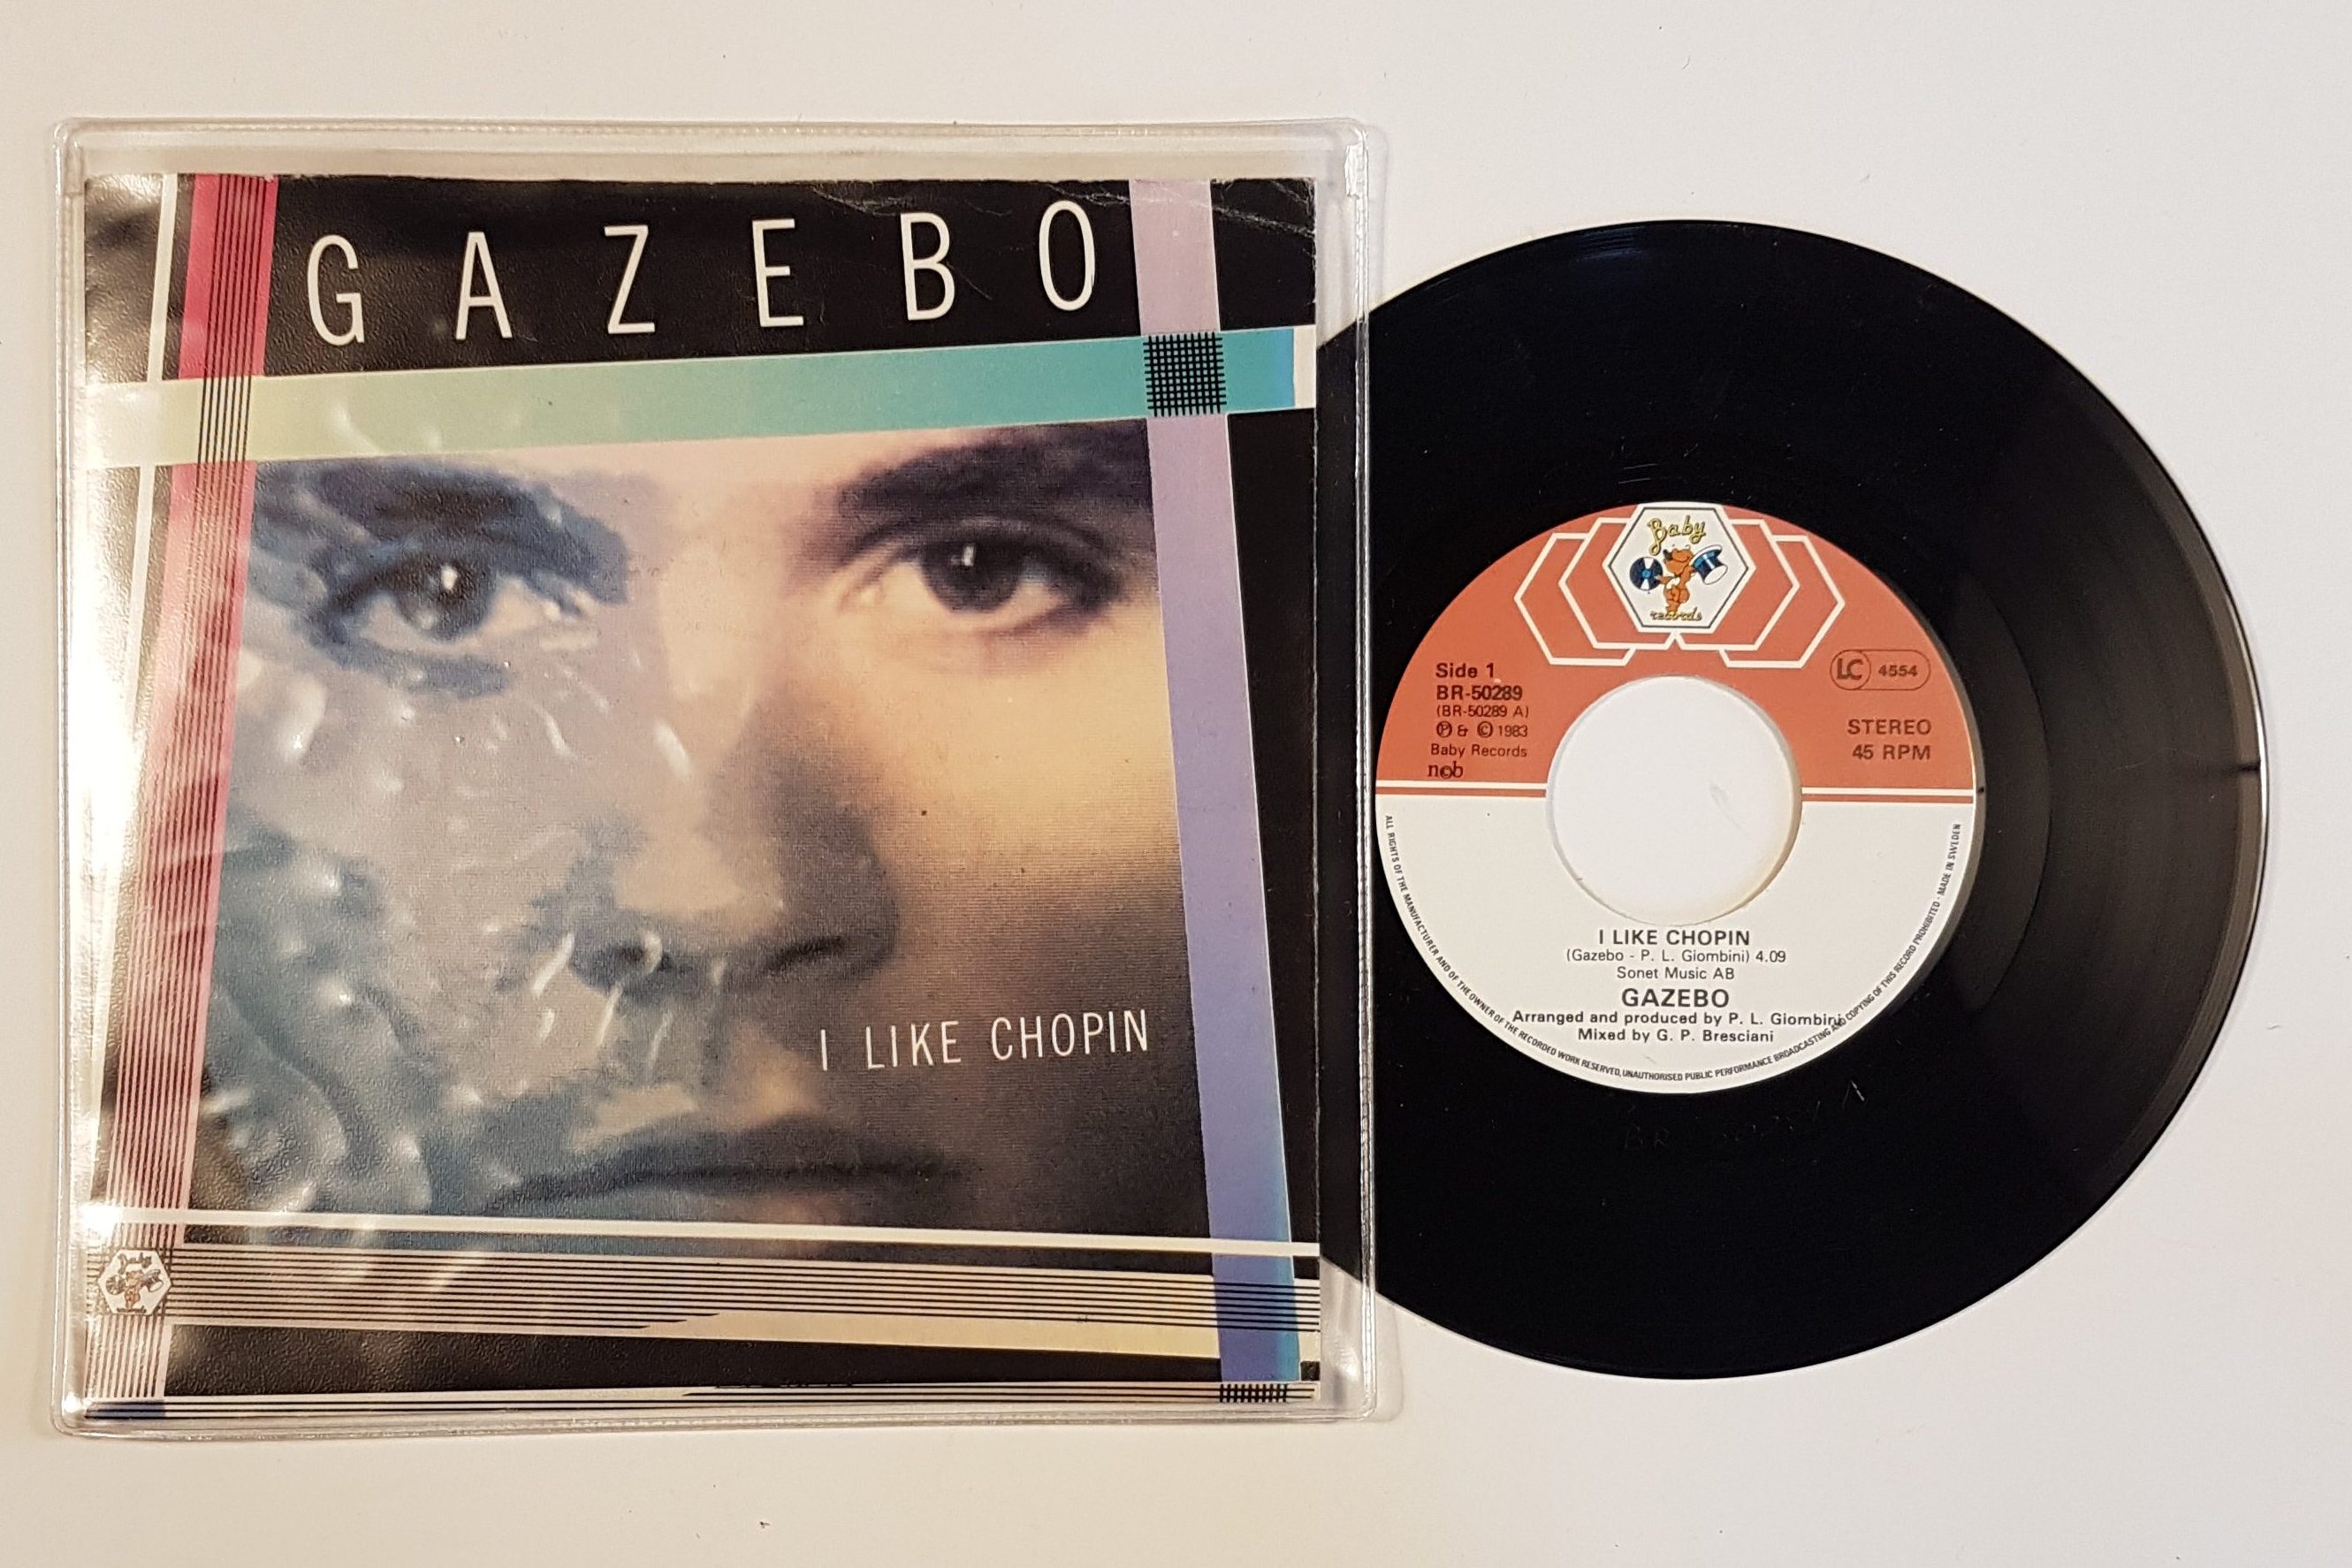 GAZEBO
I LIKE CHOPIN
Baby
records
Side 1
BR-50289
(BR-50289 A)
Ⓟ & © 1983
Baby Records
n©b
LC 4554
STEREO
45 RPM
I LIKE CHOPIN
(Gazebo - P. L. Giombini) 4.09
Sonet Music AB
GAZEBO
Arranged and produced by P. L. Giombini
Mixed by G. P. Bresciani
ALL RIGHTS OF THE MANUFACTURER AND OF THE OWNER OF THE RECORDED WORK RESERVED, UNAUTHORISED PUBLIC PERFORMANCE BROADCASTING AND COPYING OF THIS RECORD PROHIBITED · MADE IN SWEDEN